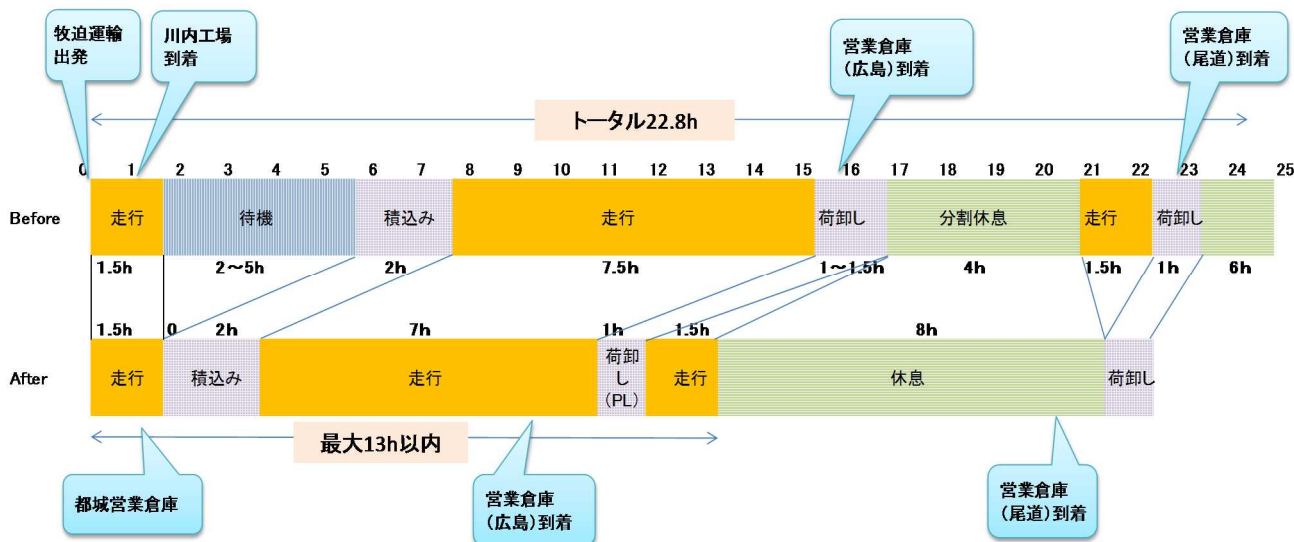 牧迫運輸
出発
川内工場
到着
営業倉庫
（広島）到着
営業倉庫
（尾道）到着
トータル22.8h
0 1 2 3 4 5 6 7 8 9 10 11 12 13 14 15 16 17 18 19 20 21 22 23 24 25
Before 走行 待機 積込み 走行 荷卸し 分割休息 走行 荷卸し
1.5h 2～5h 2h 7.5h 1～1.5h 4h 1.5h 1h 6h
1.5h 0 2h 7h 1h 1.5h 8h
After 走行 積込み 走行 荷卸
し
（PL） 走行 休息 荷卸し
最大13h以内
都城営業倉庫
営業倉庫
（広島）到着
営業倉庫
（尾道）到着